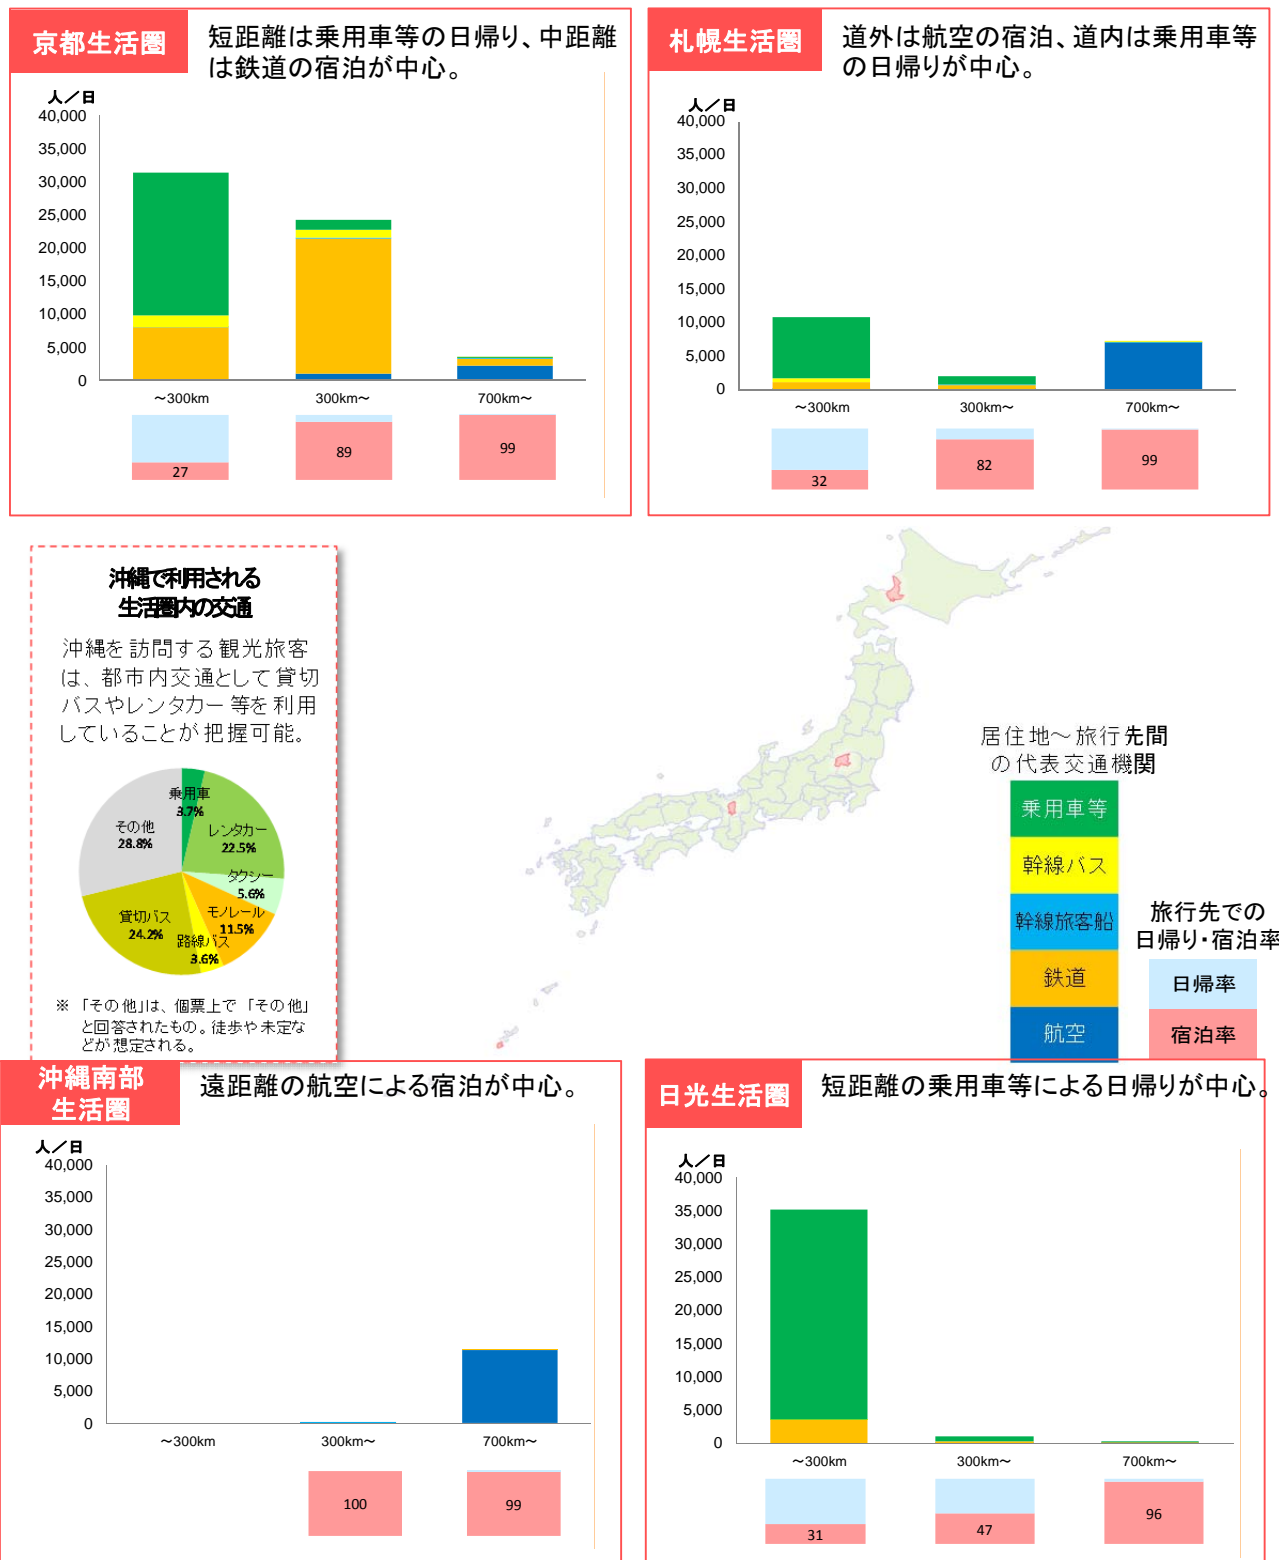 京都生活圏
短距離は乗用車等の日帰り、中距離
は鉄道の宿泊が中心。
人／日
40,000
35,000
30,000
25,000
20,000
15,000
10,000
5,000
0
～300km
300km～
700km～
27
89
99
札幌生活圏
道外は航空の宿泊、道内は乗用車等
の日帰りが中心。
人／日
40,000
35,000
30,000
25,000
20,000
15,000
10,000
5,000
0
～300km
300km～
700km～
32
82
99
沖縄で利用される
生活圏内の交通
沖縄を訪問する観光旅客
は、都市内交通として貸切
バスやレンタカー等を利用
していることが把握可能。
乗用車
3.7%
レンタカー
22.5%
タクシー
5.6%
モノレール
11.5%
路線バス
3.6%
貸切バス
24.2%
その他
28.8%
※ 「その他」は、個票上で「その他」
と回答されたもの。徒歩や未定な
どが想定される。
居住地～旅行先間
の代表交通機関
乗用車等
幹線バス
幹線旅客船
鉄道
航空
旅行先での
日帰り・宿泊率
日帰率
宿泊率
沖縄南部
生活圏
遠距離の航空による宿泊が中心。
人／日
40,000
35,000
30,000
25,000
20,000
15,000
10,000
5,000
0
～300km
300km～
700km～
100
99
日光生活圏
短距離の乗用車等による日帰りが中心。
人／日
40,000
35,000
30,000
25,000
20,000
15,000
10,000
5,000
0
～300km
300km～
700km～
31
47
96